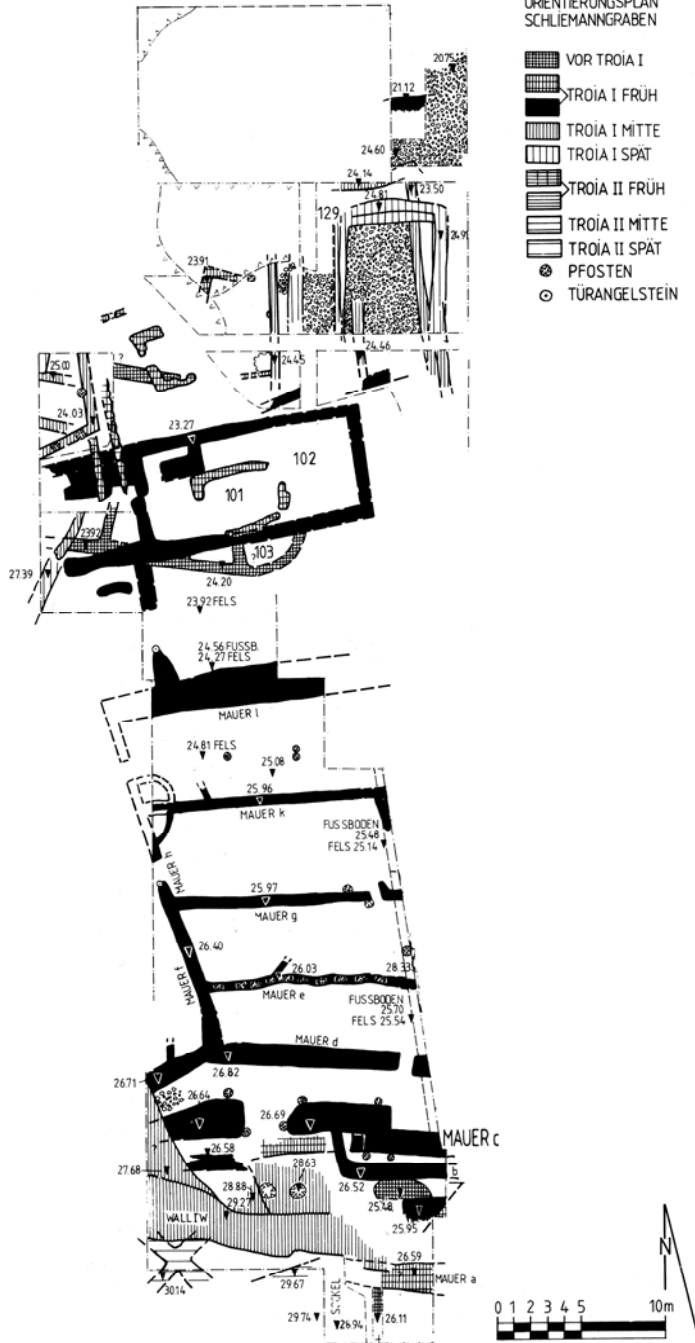 ORIENTIERUNGSPLAN
SCHLIEMANNGRABEN
VOR TROIA I
TROIA I FRÜH
TROIA I MITTE
TROIA I SPÄT
TROIA II FRÜH
TROIA II MITTE
TROIA II SPÄT
PFOSTEN
TÜRANGELSTEIN
20.75
21.12
24.60
24.14
23.50
24.81
129
23.91
24.45
24.46
25.00
24.03
23.27
102
101
103
2392
24.20
27.39
23.92 FELS
24.56 FUSSB.
24.27 FELS
MAUER l
24.81 FELS
25.08
25.96
MAUER k
FUSSBODEN
25.48
FELS 25.14
MAUER h
25.97
MAUER g
26.40
MAUER f
26.03
28.33
MAUER e
FUSSBODEN
25.70
FELS 25.54
MAUER d
26.82
26.71
26.64
26.69
MAUER c
26.58
28.63
27.68
28.88
26.52
b
29.27
25.48
25.95
WALL IW
26.59
MAUER a
30.14
29.67
SOCKEL
29.74
26.94
26.11
N
0 1 2 3 4 5 10m